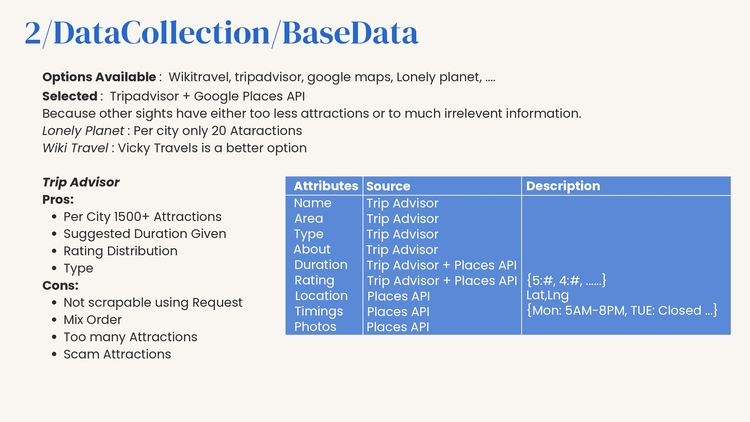 2/DataCollection/BaseData
Options Available : Wikitravel, tripadvisor, google maps, Lonely planet, ....
Selected : Tripadvisor + Google Places API
Because other sights have either too less attractions or to much irrelevent information.
Lonely Planet : Per city only 20 Ataractions
Wiki Travel : Vicky Travels is a better option
Trip Advisor
Pros:
• Per City 1500+ Attractions
• Suggested Duration Given
• Rating Distribution
• Type
Cons:
• Not scrapable using Request
• Mix Order
• Too many Attractions
• Scam Attractions
Attributes Source Description
Name Trip Advisor
Area Trip Advisor
Type Trip Advisor
About Trip Advisor
Duration Trip Advisor + Places API
Rating Trip Advisor + Places API {5:#, 4:#, ......}
Location Places API Lat,Lng
Timings Places API {Mon: 5AM-8PM, TUE: Closed ...}
Photos Places API